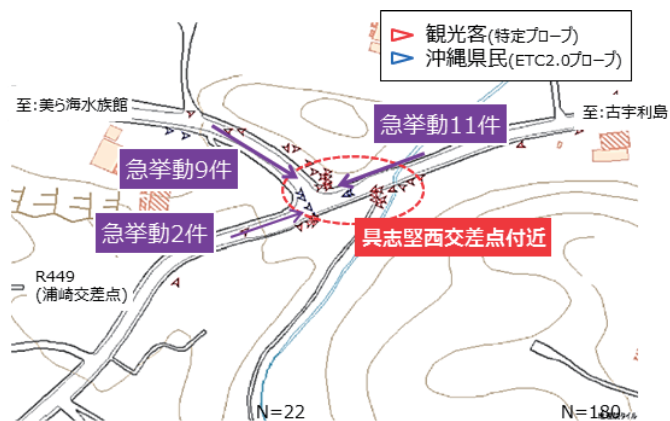 観光客(特定プローブ)
沖縄県民(ETC2.0プローブ)
至:美ら海水族館
至:古宇利島
急挙動11件
急挙動9件
急挙動2件
具志堅西交差点付近
R449
(浦崎交差点)
N=22
N=180
タイル